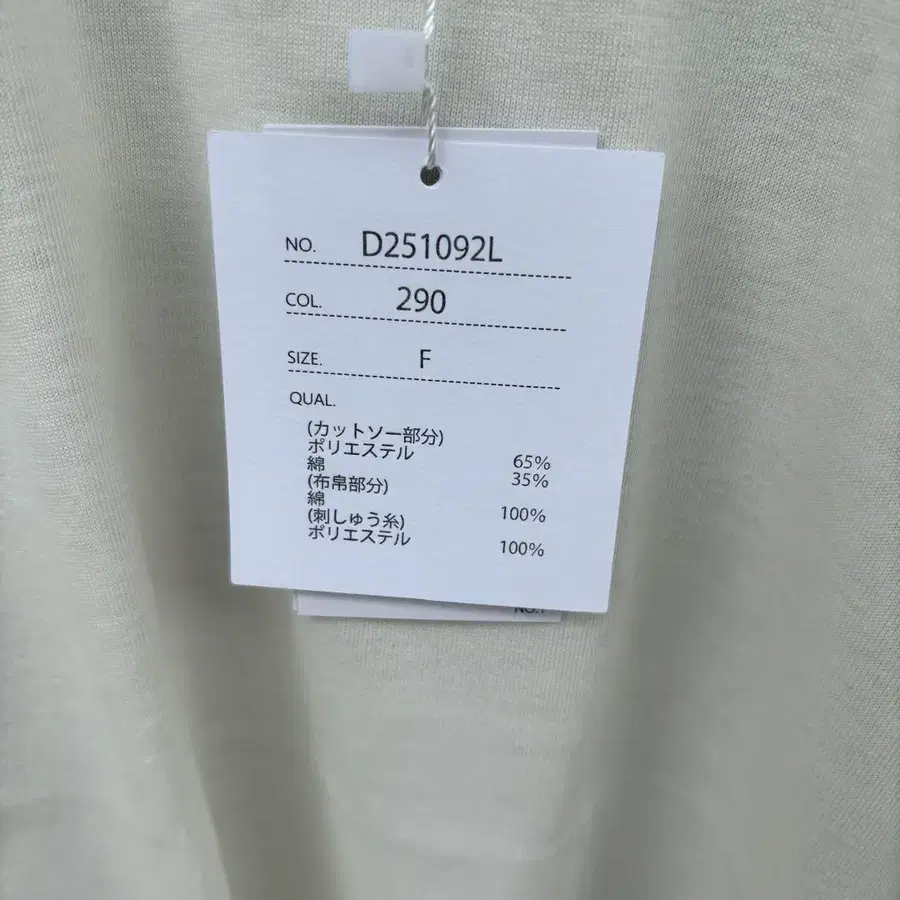 NO. D251092L
COL. 290
SIZE. F
QUAL.
(カットソー部分)
ポリエステル 65%
綿 35%
(布帛部分)
綿 100%
(刺しゅう糸)
ポリエステル 100%